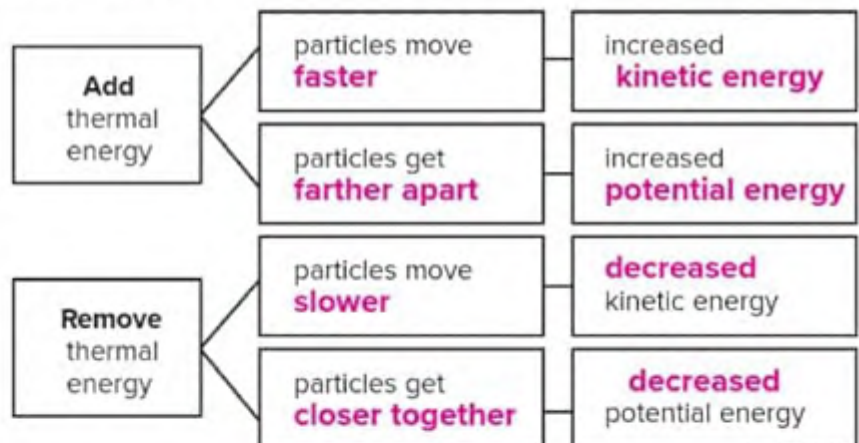 Add
thermal
energy
particles move
faster
increased
kinetic energy
particles get
farther apart
increased
potential energy
Remove
thermal
energy
particles move
slower
decreased
kinetic energy
particles get
closer together
decreased
potential energy